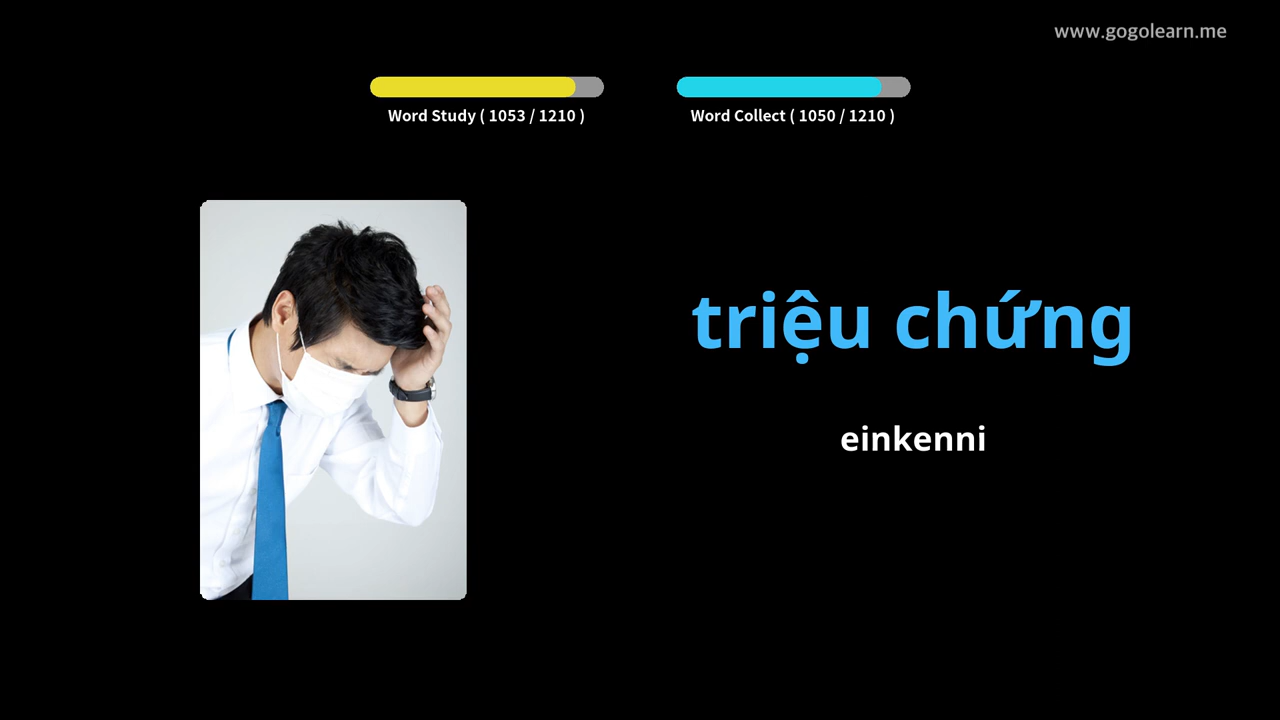 www.gogolearn.me
Word Study ( 1053 / 1210 )
Word Collect ( 1050 / 1210 )
triệu chứng
einkenni